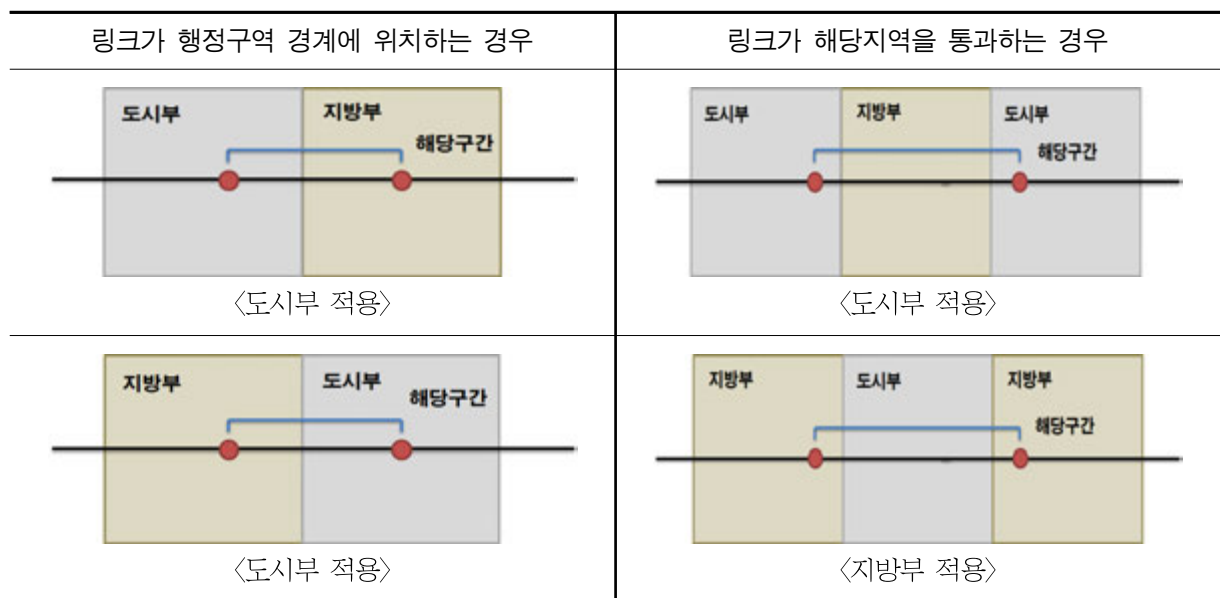 링크가 행정구역 경계에 위치하는 경우
링크가 해당지역을 통과하는 경우
도시부
지방부
해당구간
〈도시부 적용〉
도시부
지방부
도시부
해당구간
〈도시부 적용〉
지방부
도시부
해당구간
〈도시부 적용〉
지방부
도시부
지방부
해당구간
〈지방부 적용〉